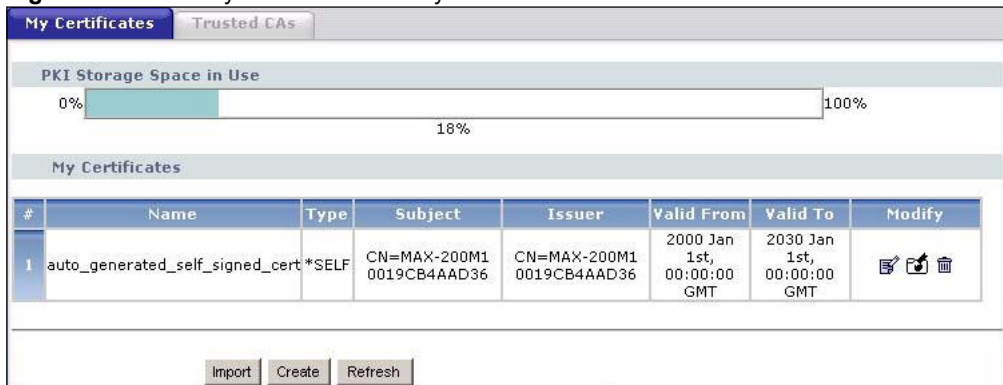 My Certificates Trusted CAs
PKI Storage Space in Use
0% 100%
18%
My Certificates
# Name Type Subject Issuer Valid From Valid To Modify
1 auto_generated_self_signed_cert *SELF CN=MAX-200M1 0019CB4AAD36 CN=MAX-200M1 0019CB4AAD36 2000 Jan 1st, 00:00:00 GMT 2030 Jan 1st, 00:00:00 GMT
Import Create Refresh